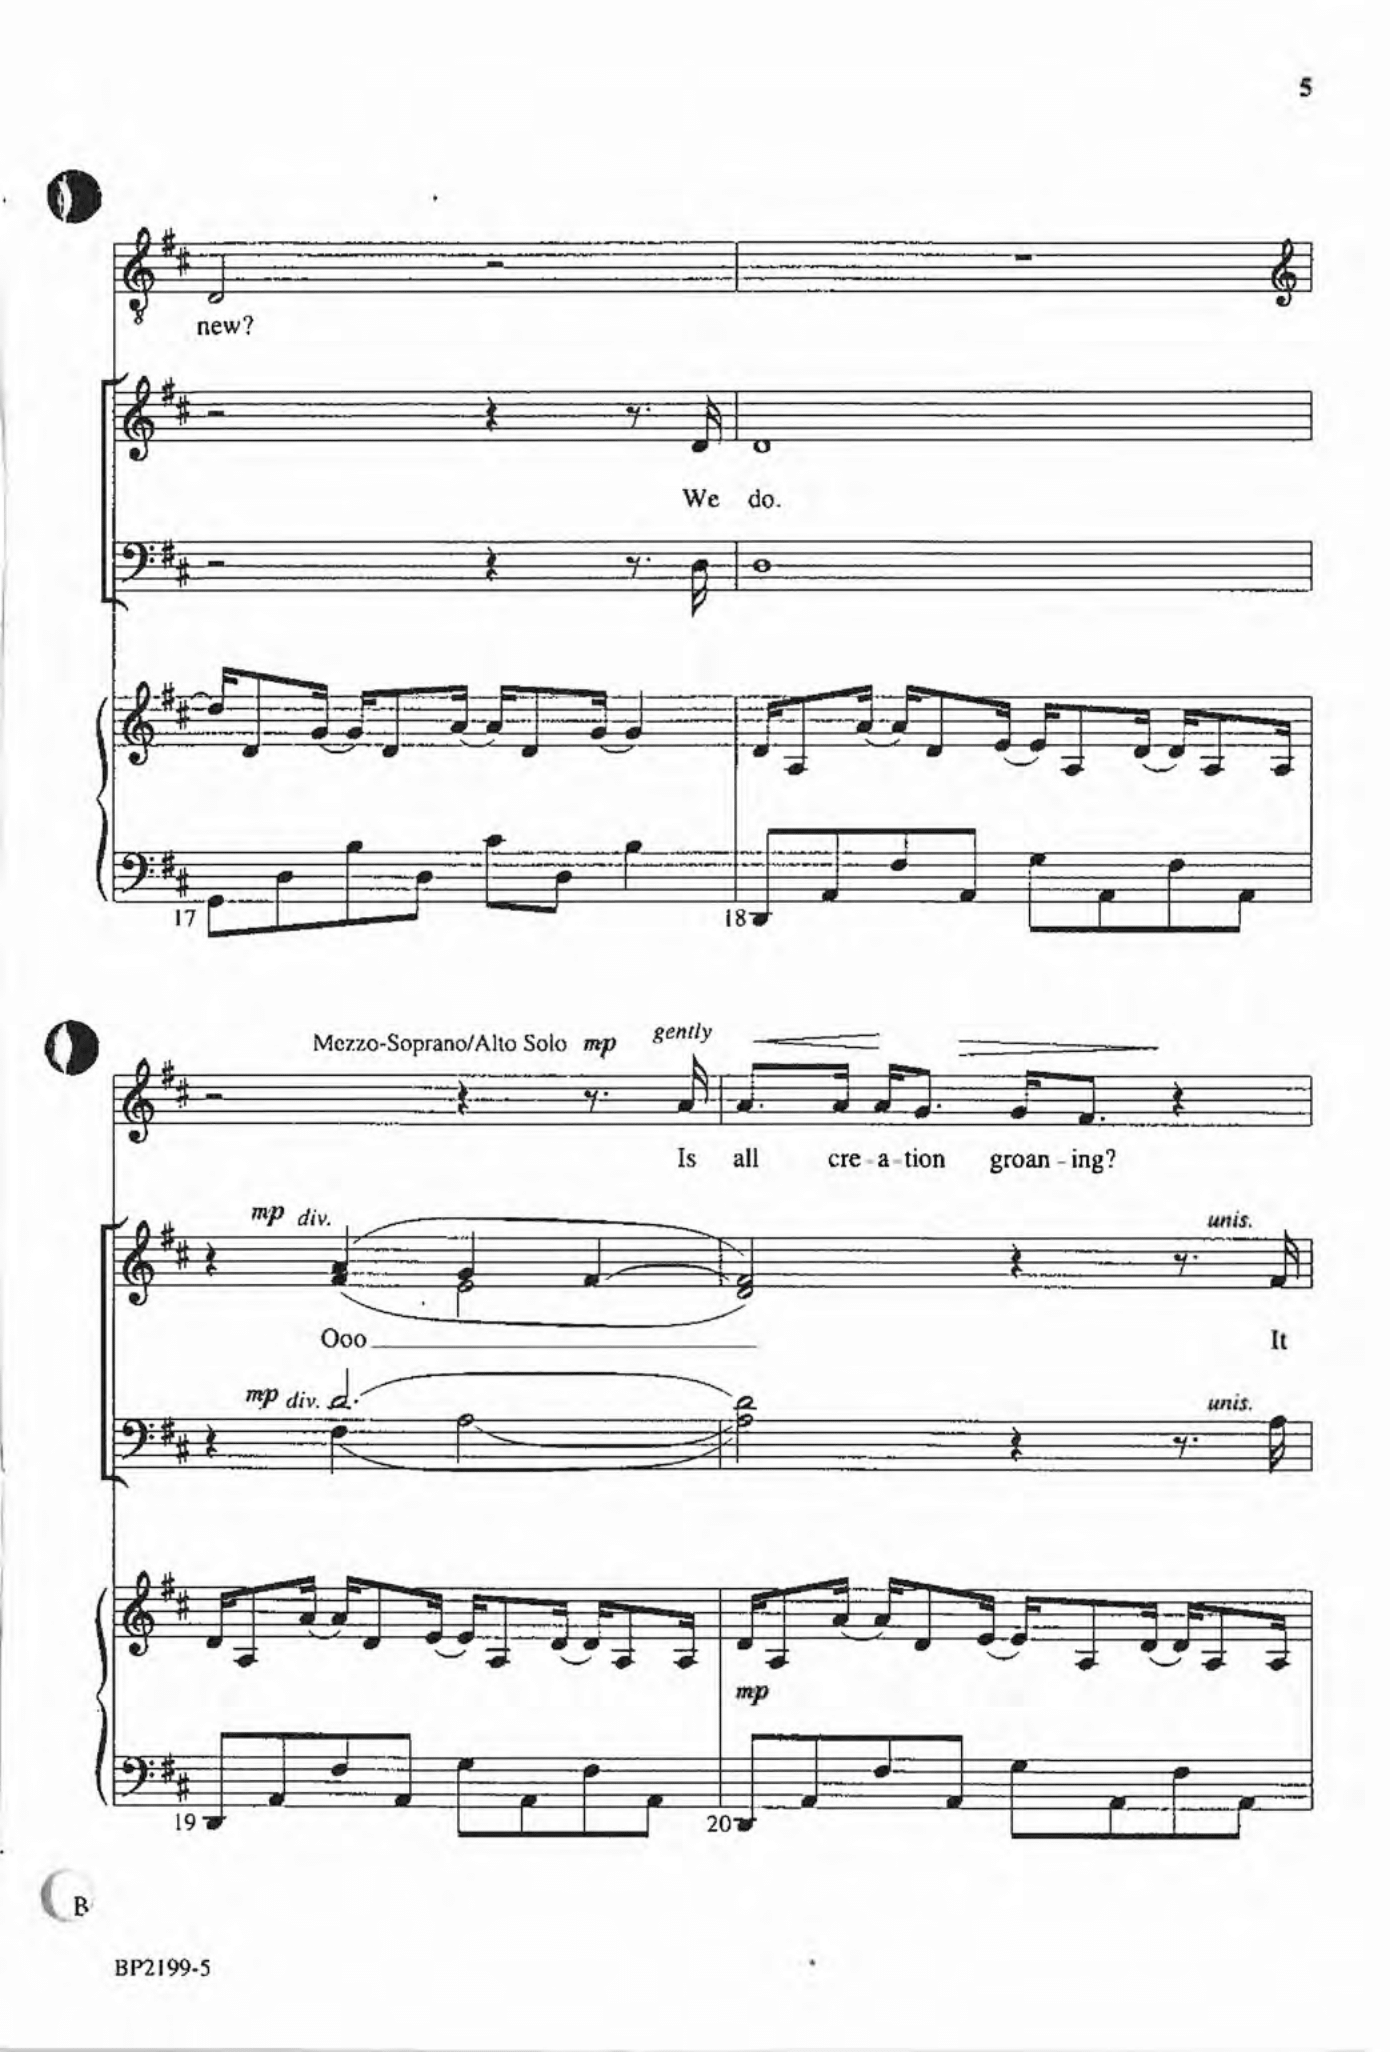 5
new?
We do.
17 18
Mezzo-Soprano/Alto Solo mp gently
Is all cre - a - tion groan - ing?
mp div. unis.
Ooo It
mp div. unis.
mp
19 20
B
BP2199-5